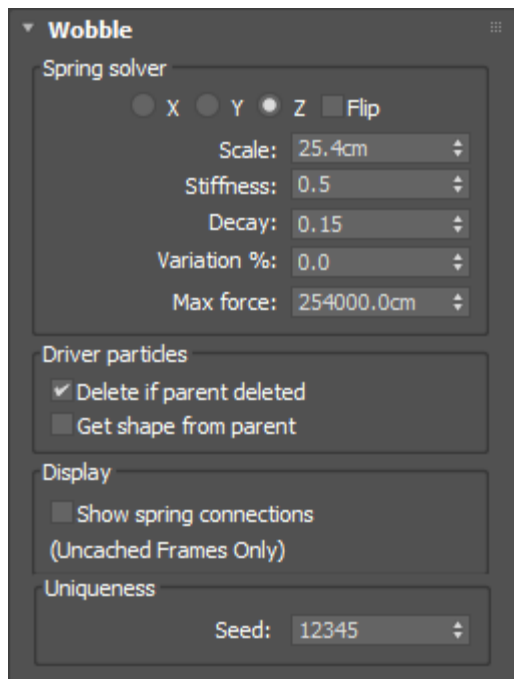 Wobble
Spring solver
X Y Z Flip
Scale: 25.4cm
Stiffness: 0.5
Decay: 0.15
Variation %: 0.0
Max force: 254000.0cm
Driver particles
Delete if parent deleted
Get shape from parent
Display
Show spring connections
(Uncached Frames Only)
Uniqueness
Seed: 12345